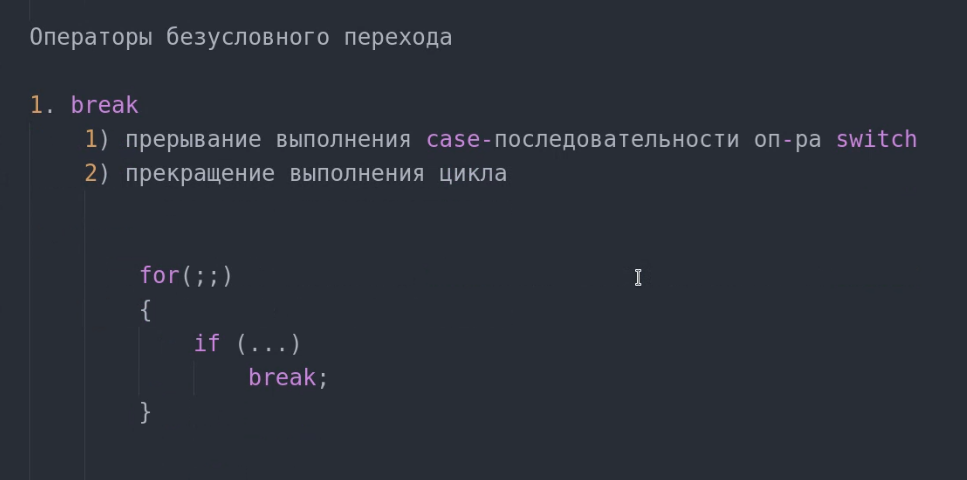 Операторы безусловного перехода
1. break
1) прерывание выполнения case-последовательности оп-ра switch
2) прекращение выполнения цикла
for(;;)
{
if (...)
break;
}